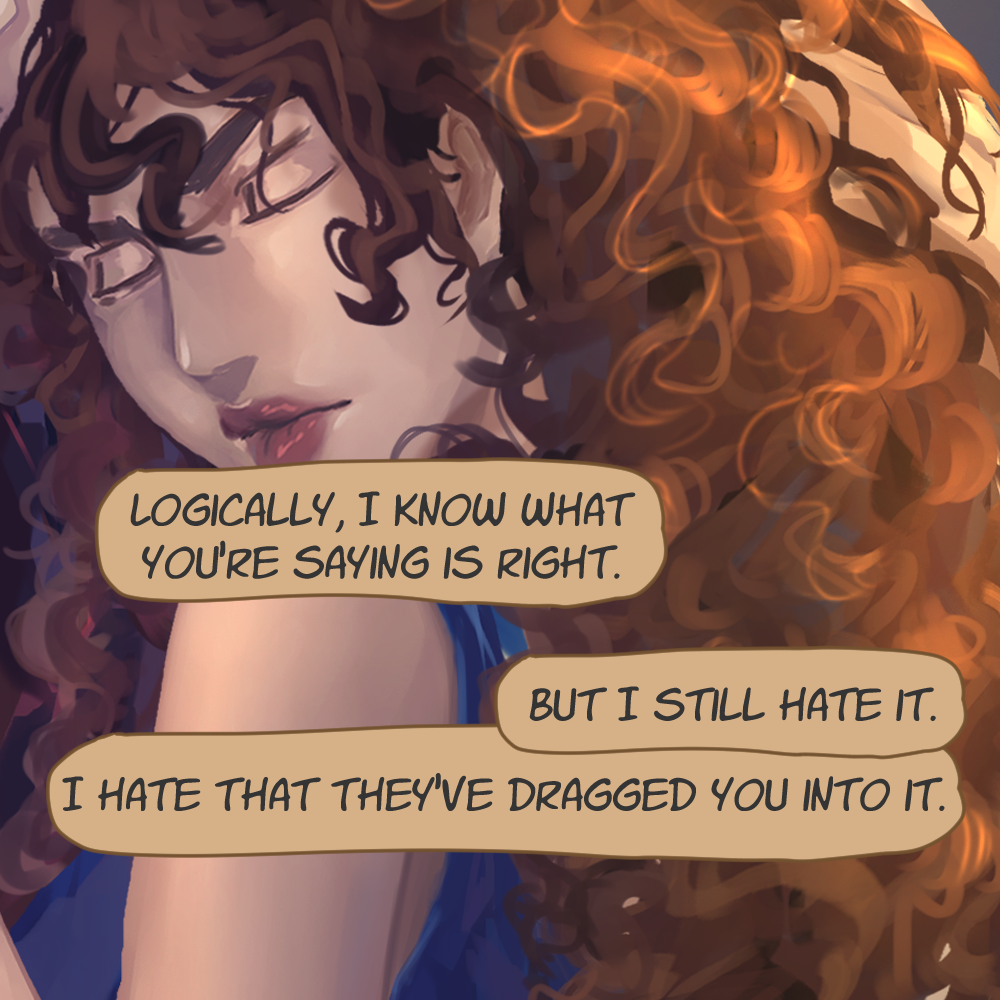 LOGICALLY, I KNOW WHAT
YOU'RE SAYING IS RIGHT.
BUT I STILL HATE IT.
I HATE THAT THEY'VE DRAGGED YOU INTO IT.